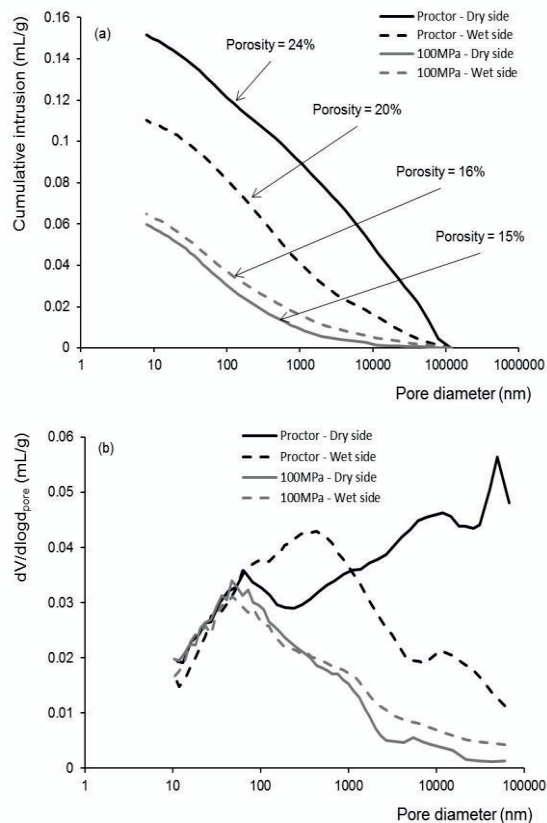 (a)
Proctor - Dry side
Proctor - Wet side
100MPa - Dry side
100MPa - Wet side
Cumulative intrusion (mL/g)
0.16
0.14
0.12
0.1
0.08
0.06
0.04
0.02
0
Porosity = 24%
Porosity = 20%
Porosity = 16%
Porosity = 15%
1 10 100 1000 10000 100000 1000000
Pore diameter (nm)
(b)
Proctor - Dry side
Proctor - Wet side
100MPa - Dry side
100MPa - Wet side
dV/dlogdpore (mL/g)
0.06
0.05
0.04
0.03
0.02
0.01
0
1 10 100 1000 10000 100000
Pore diameter (nm)